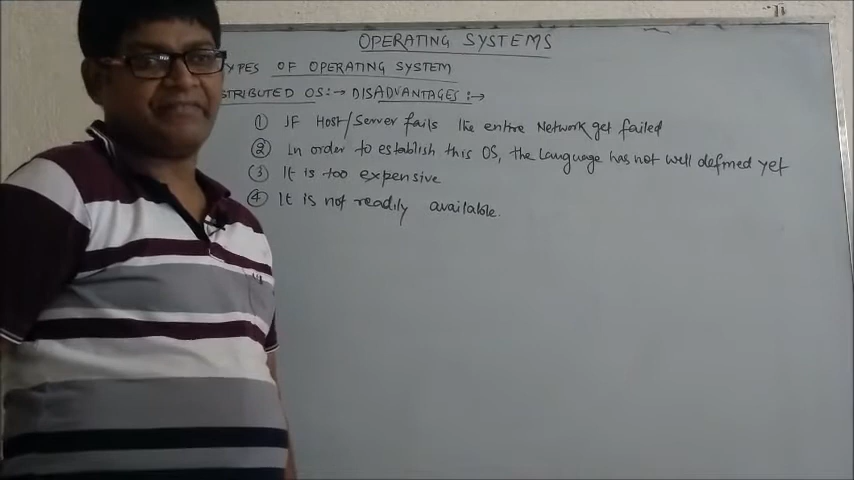 OPERATING SYSTEMS
YPES OF OPERATING SYSTEM
STRIBUTED OS:→ DISADVANTAGES:→
① IF Host/Server fails the entire Network get failed
② In order to establish this OS, the Language has not well defined yet
③ It is too expensive
④ It is not readily available.